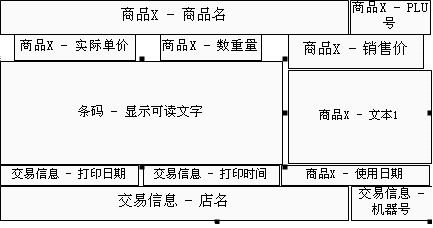 商品X - 商品名
商品X - PLU
号
商品X - 实际单价
商品X - 数重量
商品X - 销售价
条码 - 显示可读文字
商品X - 文本1
交易信息 - 打印日期
交易信息 - 打印时间
商品X - 使用日期
交易信息 - 店名
交易信息 -
机器号